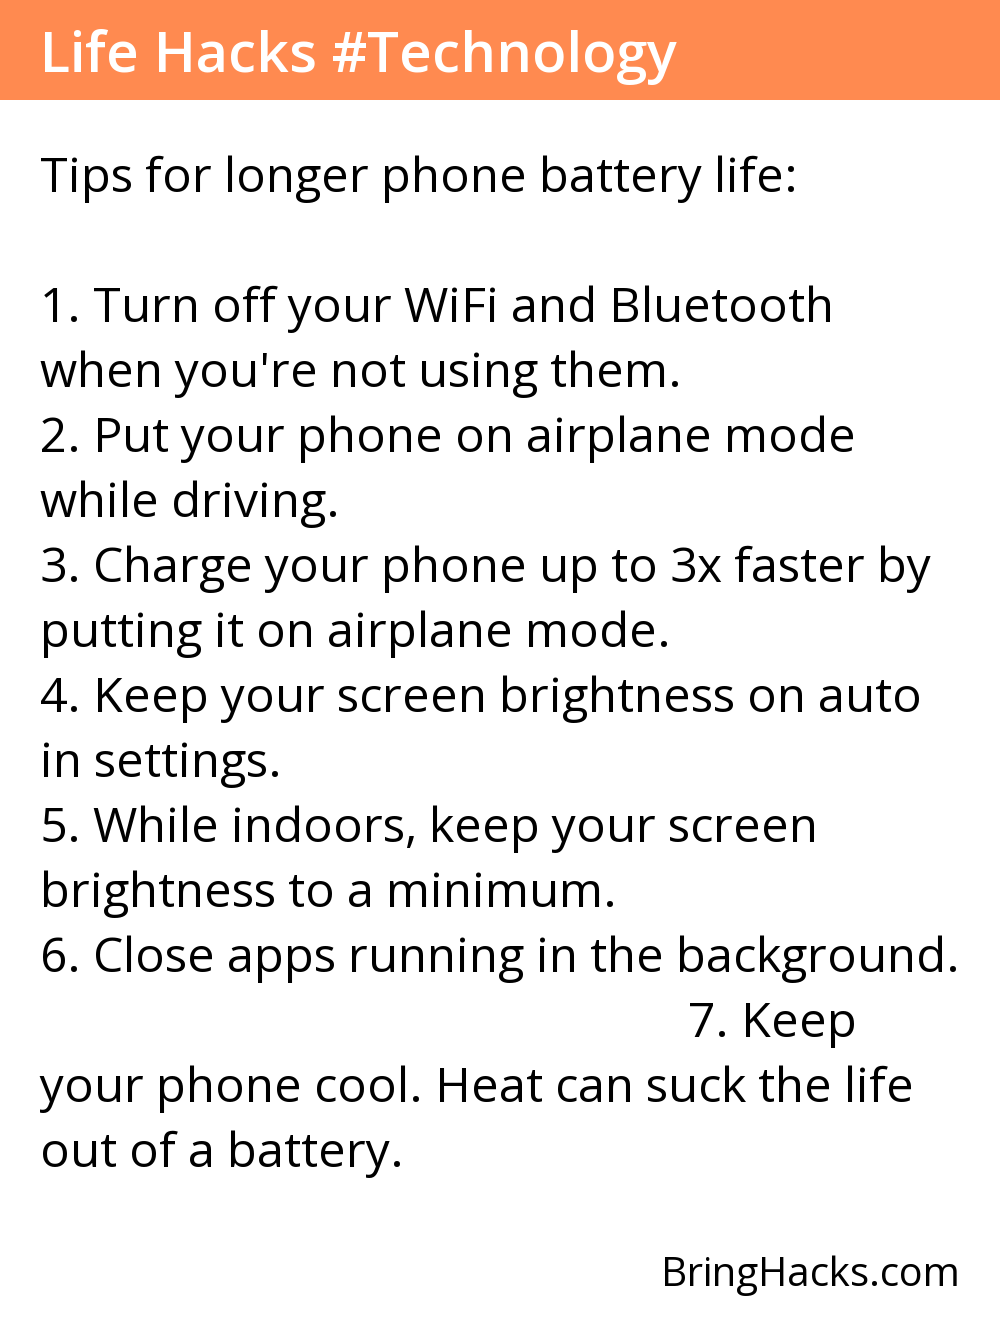 Life Hacks #Technology
Tips for longer phone battery life:
1. Turn off your WiFi and Bluetooth
when you're not using them.
2. Put your phone on airplane mode
while driving.
3. Charge your phone up to 3x faster by
putting it on airplane mode.
4. Keep your screen brightness on auto
in settings.
5. While indoors, keep your screen
brightness to a minimum.
6. Close apps running in the background.
7. Keep
your phone cool. Heat can suck the life
out of a battery.
BringHacks.com